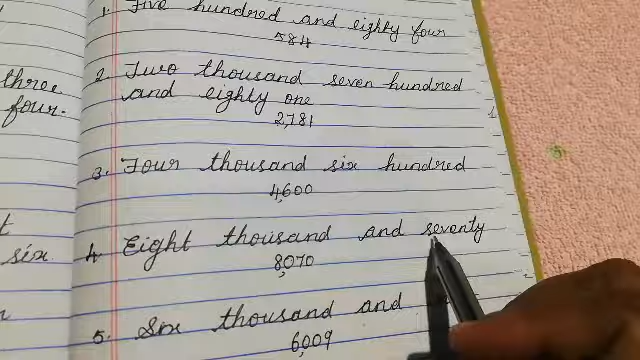 1. Five hundred and eighty four
584
three
2. Two thousand seven hundred
four.
and eighty one
2,781
3. Four thousand six hundred
4,600
4. Eight thousand and seventy
six
8,070
5. Six thousand and
6,009